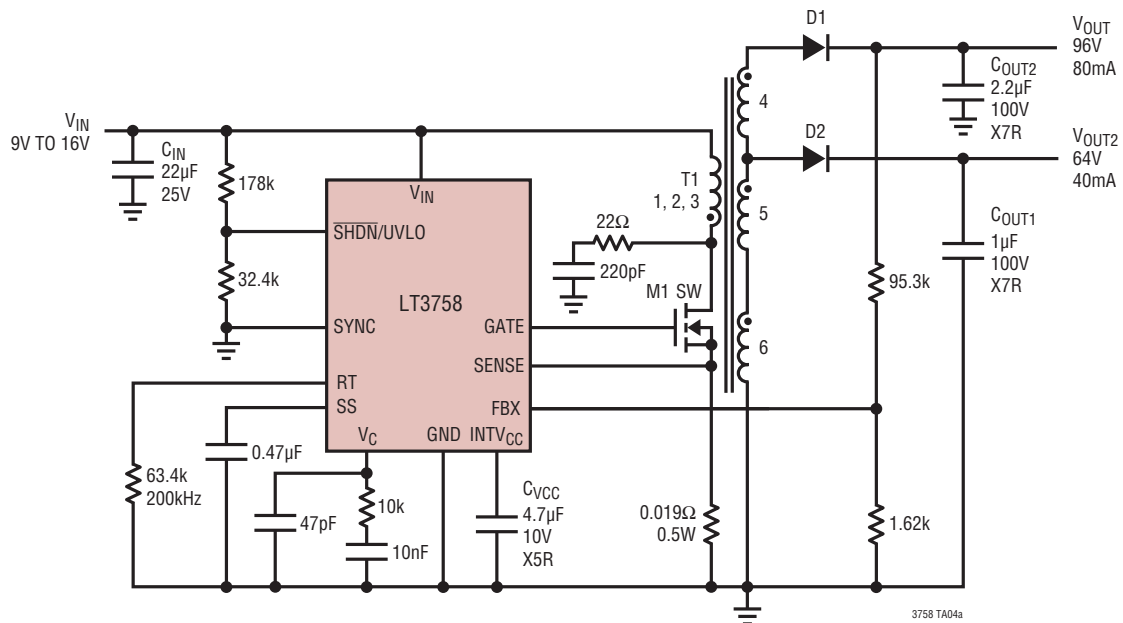 D1
VOUT
96V
80mA
COUT2
2.2µF
100V
X7R
4
VIN
9V TO 16V
D2
VOUT2
64V
40mA
CIN
22µF
25V
178k
VIN
T1
1, 2, 3
5
SHDN/UVLO
22Ω
COUT1
1µF
100V
X7R
220pF
32.4k
M1 SW
95.3k
LT3758
SYNC
GATE
6
SENSE
RT
SS
FBX
VC
GND
INTVCC
0.47µF
63.4k
200kHz
10k
CVCC
4.7µF
10V
X5R
0.019Ω
0.5W
1.62k
47pF
10nF
3758 TA04a